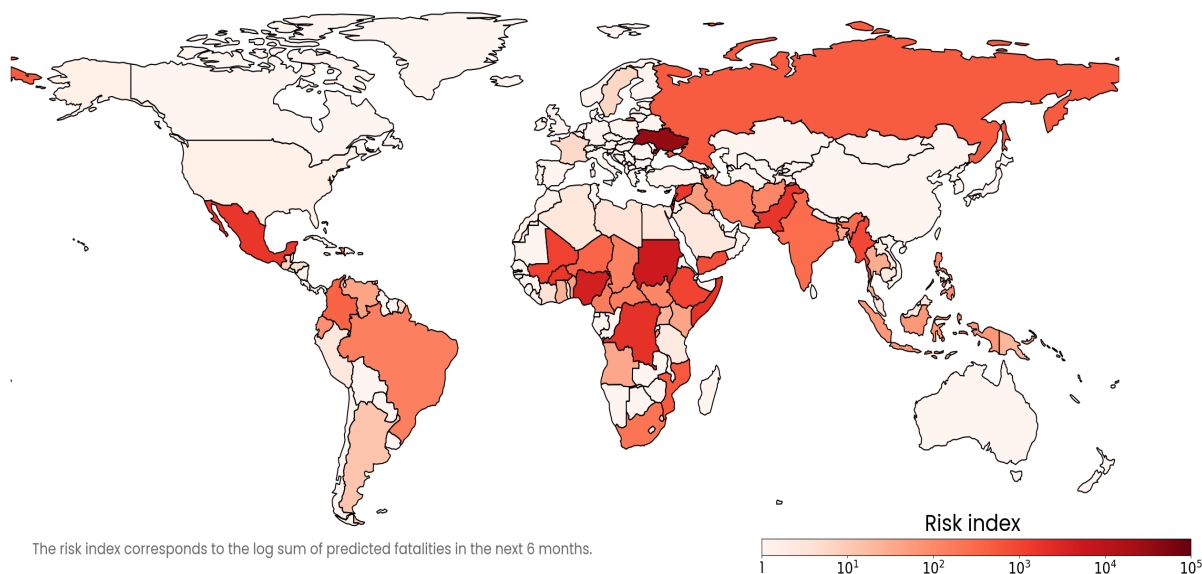 Risk index
The risk index corresponds to the log sum of predicted fatalities in the next 6 months.
1 10¹ 10² 10³ 10⁴ 10⁵